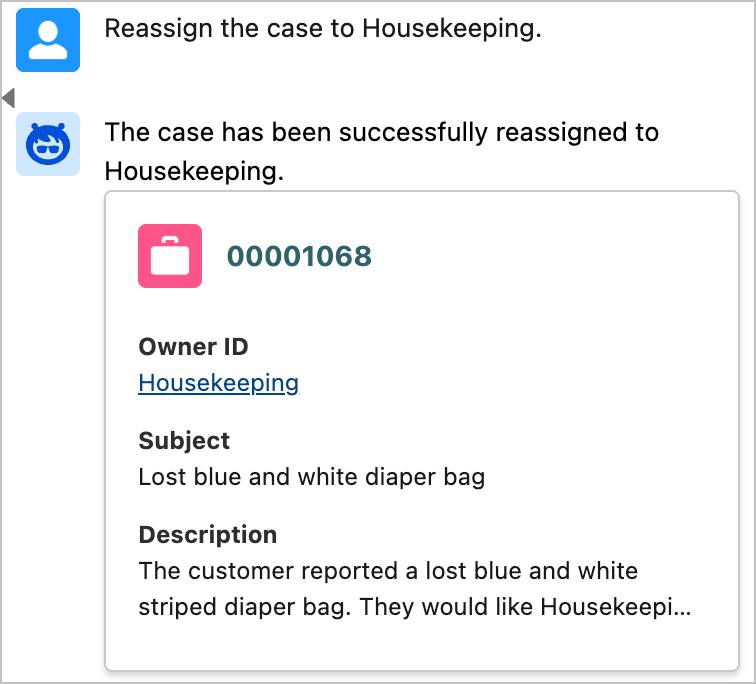 Reassign the case to Housekeeping.
The case has been successfully reassigned to
Housekeeping.
00001068
Owner ID
Housekeeping
Subject
Lost blue and white diaper bag
Description
The customer reported a lost blue and white
striped diaper bag. They would like Housekeepi...